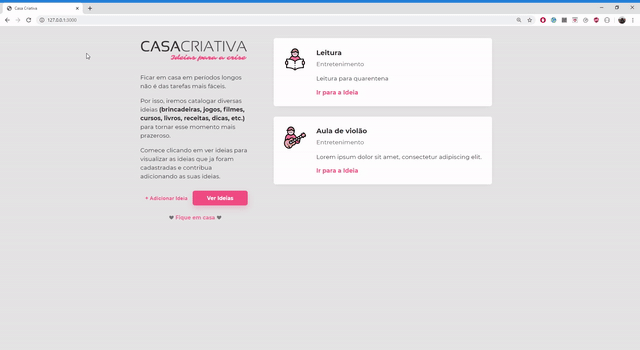 Casa Criativa
127.0.0.1:3000
CASACRIATIVA
Ideias para a crise
Ficar em casa em períodos longos
não é das tarefas mais fáceis.
Por isso, iremos catalogar diversas
ideias (brincadeiras, jogos, filmes,
cursos, livros, receitas, dicas, etc.)
para tornar esse momento mais
prazeroso.
Comece clicando em ver ideias para
visualizar as ideias que ja foram
cadastradas e contribua
adicionando as suas ideias.
+ Adicionar Ideia
Ver Ideias
♥ Fique em casa ♥
Leitura
Entretenimento
Leitura para quarentena
Ir para a Ideia
Aula de violão
Entretenimento
Lorem ipsum dolor sit amet, consectetur adipiscing elit.
Ir para a Ideia